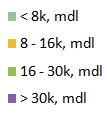 < 8k, mdl
8 - 16k, mdl
16 - 30k, mdl
> 30k, mdl